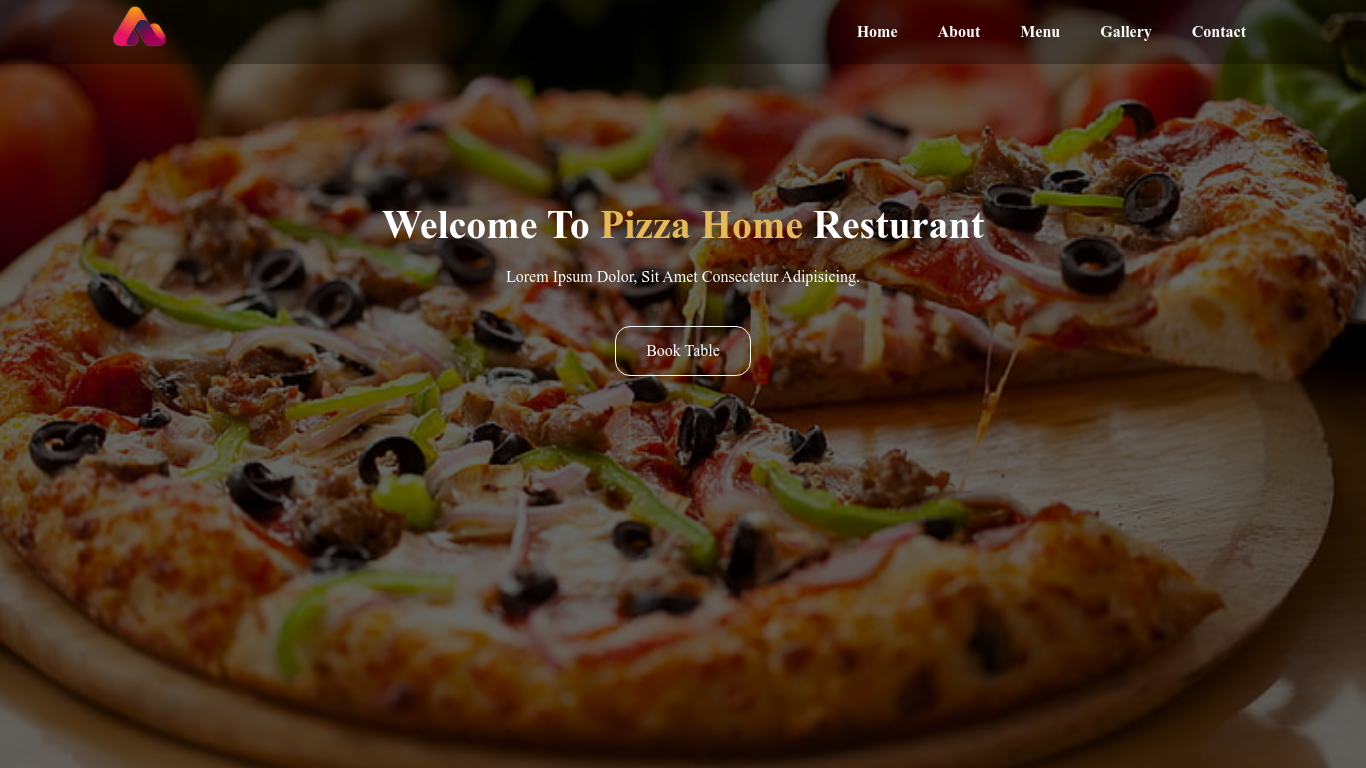 Home About Menu Gallery Contact
Welcome To Pizza Home Resturant
Lorem Ipsum Dolor, Sit Amet Consectetur Adipisicing.
Book Table